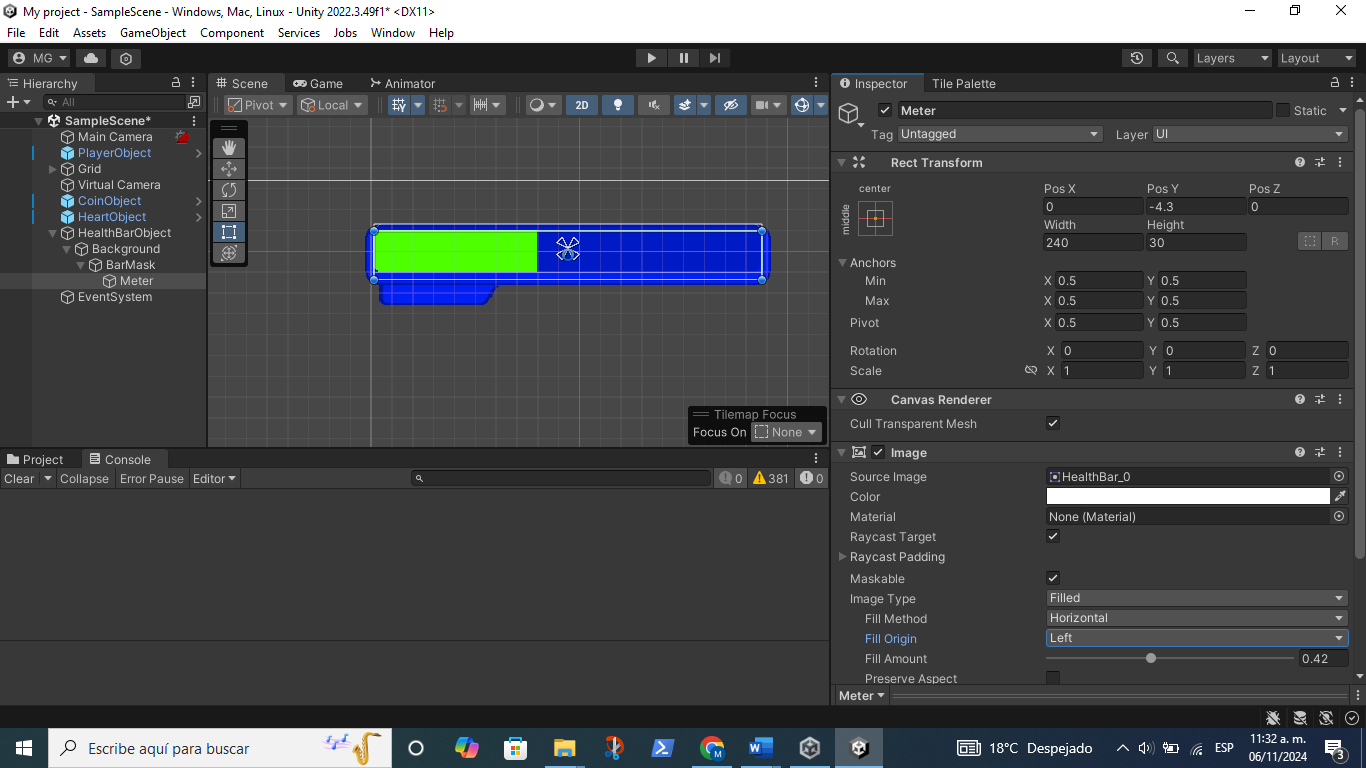 My project - SampleScene - Windows, Mac, Linux - Unity 2022.3.49f1* <DX11>
File Edit Assets GameObject Component Services Jobs Window Help
MG Layers Layout
Hierarchy
All
SampleScene*
Main Camera
PlayerObject
Grid
Virtual Camera
CoinObject
HeartObject
HealthBarObject
Background
BarMask
Meter
EventSystem
Scene Game Animator
Pivot Local 2D
Tilemap Focus
Focus On None
Project Console
Clear Collapse Error Pause Editor 0 381 0
Inspector Tile Palette
Meter Static
Tag Untagged Layer UI
Rect Transform
center
middle
Pos X Pos Y Pos Z
0 -4.3 0
Width Height
240 30
R
Anchors
Min X 0.5 Y 0.5
Max X 0.5 Y 0.5
Pivot X 0.5 Y 0.5
Rotation X 0 Y 0 Z 0
Scale X 1 Y 1 Z 1
Canvas Renderer
Cull Transparent Mesh
Image
Source Image HealthBar_0
Color
Material None (Material)
Raycast Target
Raycast Padding
Maskable
Image Type Filled
Fill Method Horizontal
Fill Origin Left
Fill Amount 0.42
Preserve Aspect
Meter
Escribe aquí para buscar
18°C Despejado
ESP
11:32 a. m.
06/11/2024
3